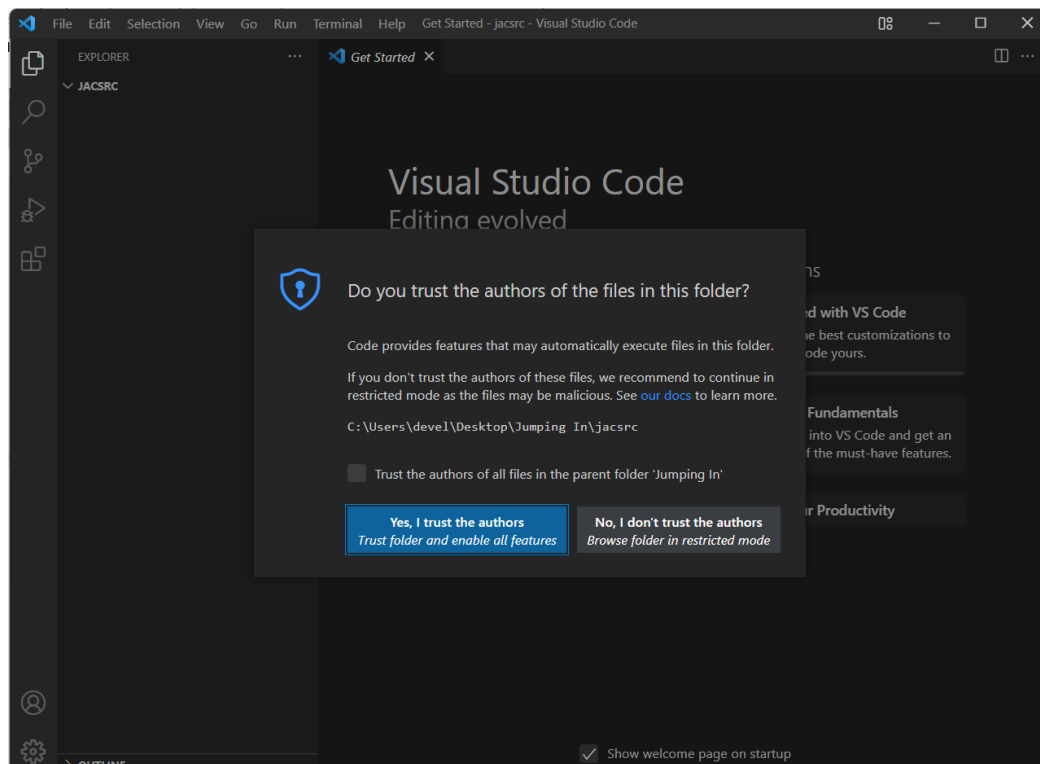 File Edit Selection View Go Run Terminal Help Get Started - jacsrc - Visual Studio Code
EXPLORER
Get Started
JACSRC
Visual Studio Code
Editing evolved
Do you trust the authors of the files in this folder?
Code provides features that may automatically execute files in this folder.
If you don't trust the authors of these files, we recommend to continue in
restricted mode as the files may be malicious. See our docs to learn more.
C:\Users\devel\Desktop\Jumping In\jacsrc
Trust the authors of all files in the parent folder 'Jumping In'
Yes, I trust the authors
Trust folder and enable all features
No, I don't trust the authors
Browse folder in restricted mode
with VS Code
best customizations to
yours.
Fundamentals
into VS Code and get an
the must-have features.
Productivity
Show welcome page on startup
OUTLINE